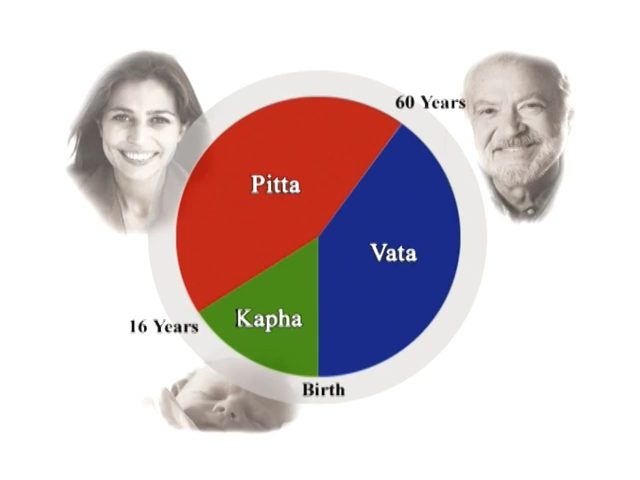 60 Years
Pitta
Vata
Kapha
16 Years
Birth